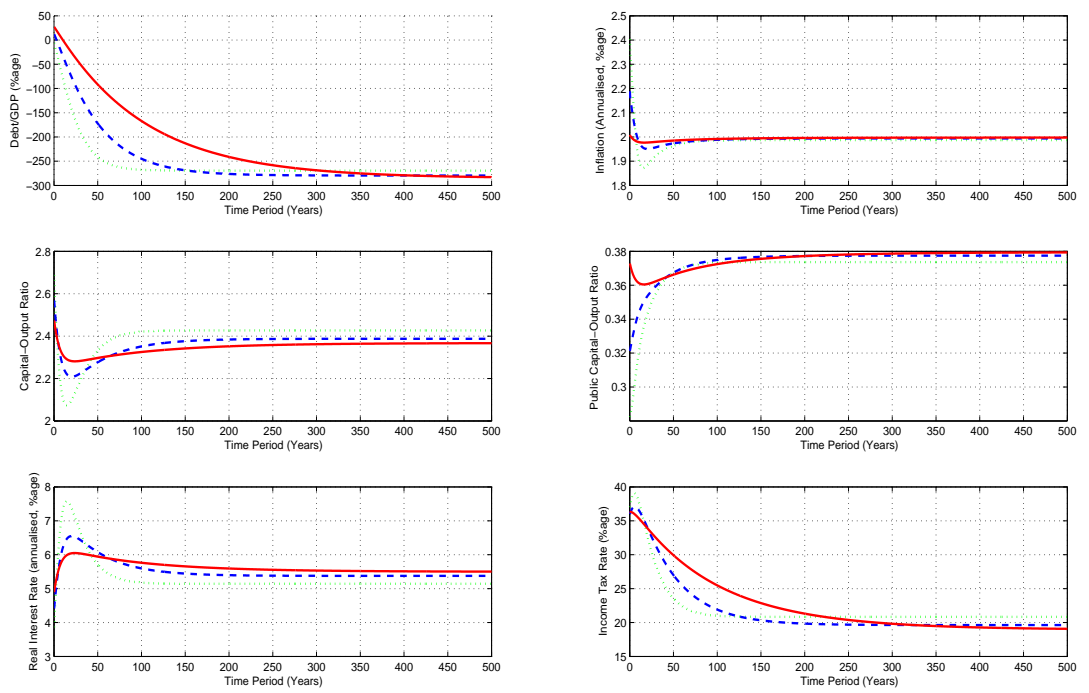 50
0
−50
−100
−150
−200
−250
−300
Debt/GDP (%age)
0 50 100 150 200 250 300 350 400 450 500
Time Period (Years)
2.5
2.4
2.3
2.2
2.1
2
1.9
1.8
Inflation (Annualised, %age)
0 50 100 150 200 250 300 350 400 450 500
Time Period (Years)
2.8
2.6
2.4
2.2
2
Capital−Output Ratio
0 50 100 150 200 250 300 350 400 450 500
Time Period (Years)
0.38
0.36
0.34
0.32
0.3
Public Capital−Output Ratio
0 50 100 150 200 250 300 350 400 450 500
Time Period (Years)
8
7
6
5
4
3
Real Interest Rate (annualised, %age)
0 50 100 150 200 250 300 350 400 450 500
Time Period (Years)
40
35
30
25
20
15
Income Tax Rate (%age)
0 50 100 150 200 250 300 350 400 450 500
Time Period (Years)